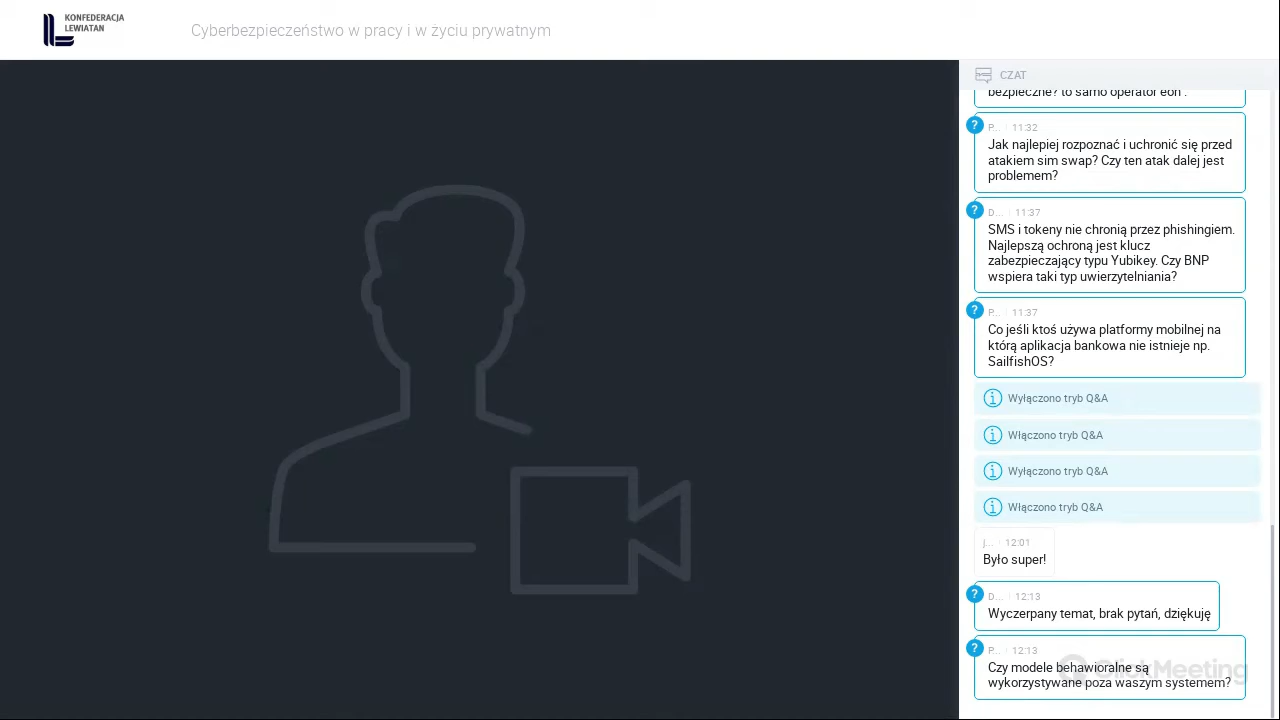 KONFEDERACJA
LEWIATAN
Cyberbezpieczeństwo w pracy i w życiu prywatnym
CZAT
bezpieczne? to samo operator eon .
P... 11:32
Jak najlepiej rozpoznać i uchronić się przed
atakiem sim swap? Czy ten atak dalej jest
problemem?
D... 11:37
SMS i tokeny nie chronią przez phishingiem.
Najlepszą ochroną jest klucz
zabezpieczający typu Yubikey. Czy BNP
wspiera taki typ uwierzytelniania?
P... 11:37
Co jeśli ktoś używa platformy mobilnej na
którą aplikacja bankowa nie istnieje np.
SailfishOS?
Wyłączono tryb Q&A
Włączono tryb Q&A
Wyłączono tryb Q&A
Włączono tryb Q&A
j... 12:01
Było super!
D... 12:13
Wyczerpany temat, brak pytań, dziękuję
P... 12:13
Czy modele behawioralne są
wykorzystywane poza waszym systemem?
ClickMeeting